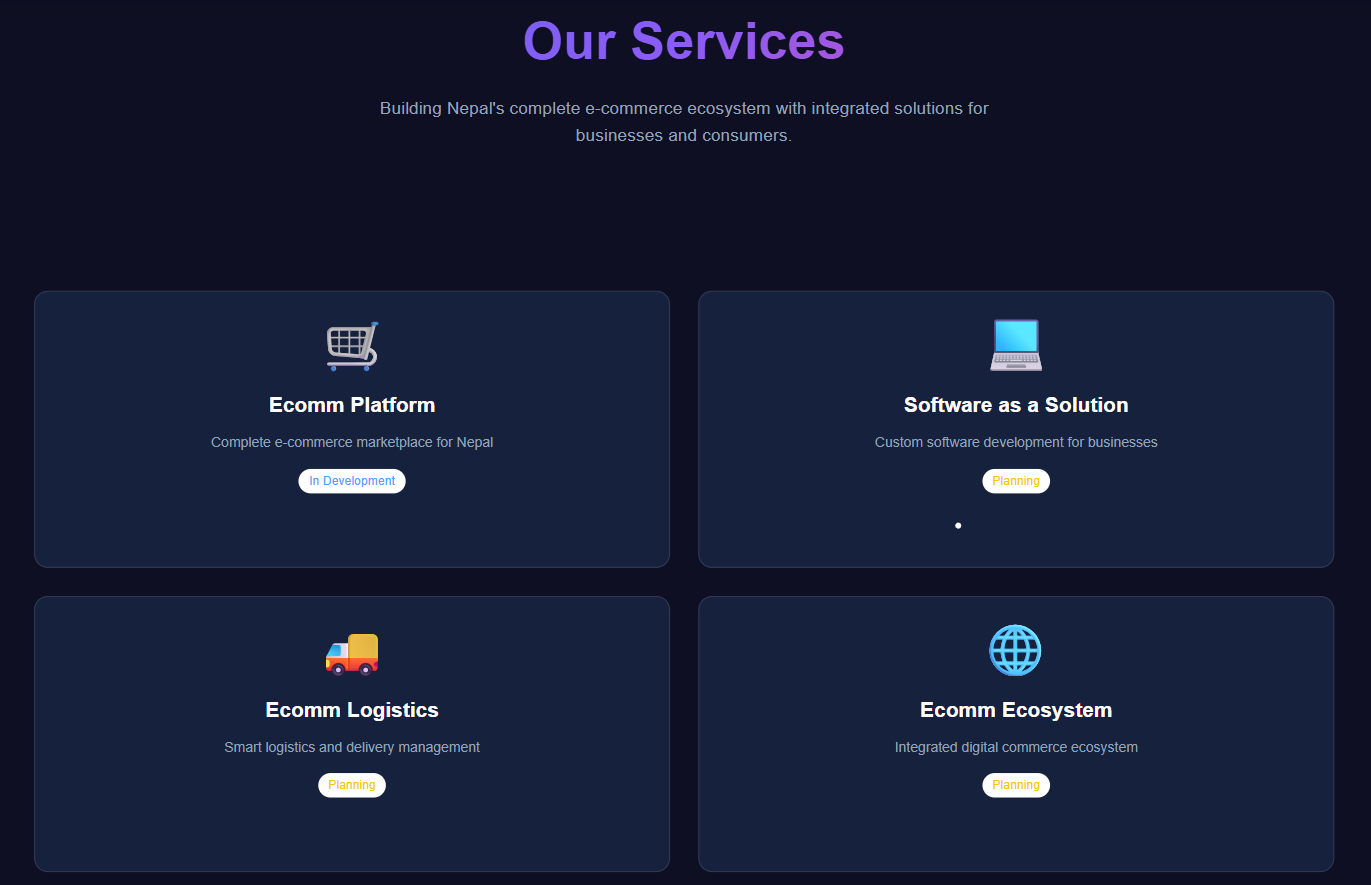 Our Services
Building Nepal's complete e-commerce ecosystem with integrated solutions for
businesses and consumers.
Ecomm Platform
Complete e-commerce marketplace for Nepal
In Development
Software as a Solution
Custom software development for businesses
Planning
Ecomm Logistics
Smart logistics and delivery management
Planning
Ecomm Ecosystem
Integrated digital commerce ecosystem
Planning